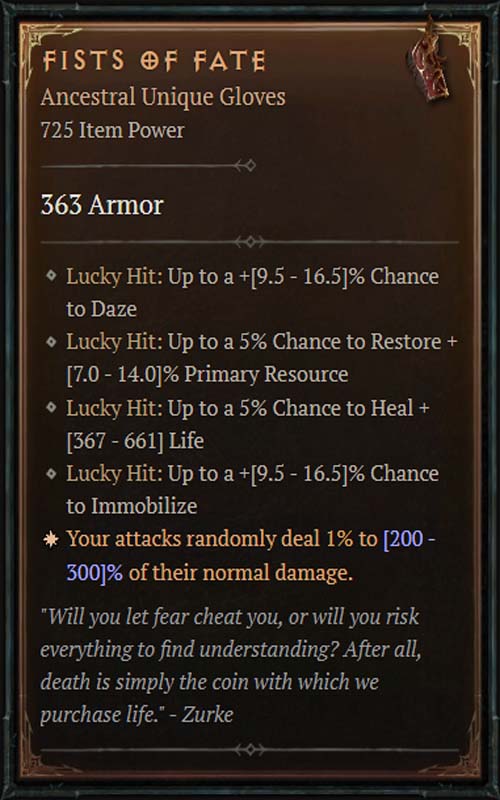 FISTS OF FATE
Ancestral Unique Gloves
725 Item Power
363 Armor
Lucky Hit: Up to a +[9.5 - 16.5]% Chance
to Daze
Lucky Hit: Up to a 5% Chance to Restore +
[7.0 - 14.0]% Primary Resource
Lucky Hit: Up to a 5% Chance to Heal +
[367 - 661] Life
Lucky Hit: Up to a +[9.5 - 16.5]% Chance
to Immobilize
Your attacks randomly deal 1% to [200 -
300]% of their normal damage.
"Will you let fear cheat you, or will you risk
everything to find understanding? After all,
death is simply the coin with which we
purchase life." - Zurke